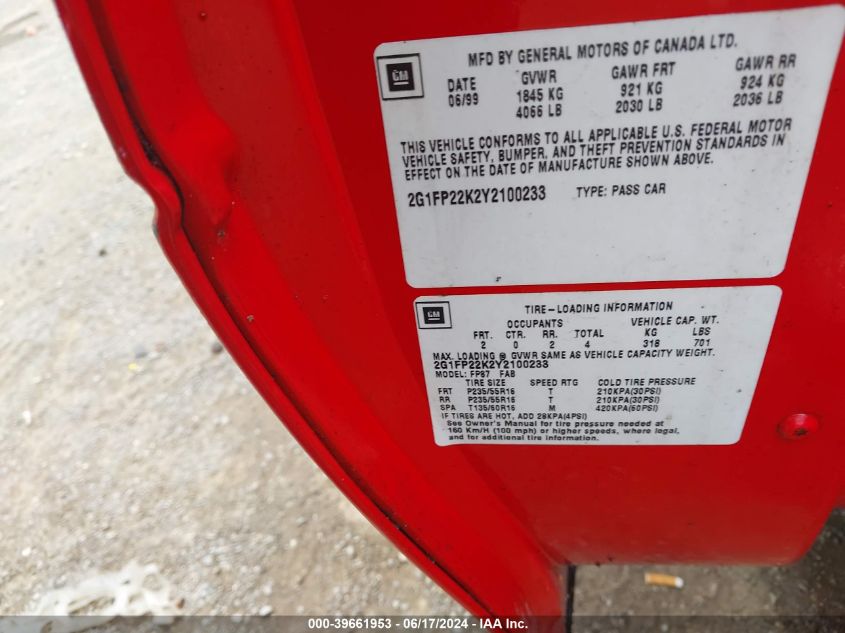 MFD BY GENERAL MOTORS OF CANADA LTD.
GM
DATE GVWR GAWR FRT GAWR RR
06/99 1845 KG 921 KG 924 KG
4066 LB 2030 LB 2036 LB
THIS VEHICLE CONFORMS TO ALL APPLICABLE U.S. FEDERAL MOTOR
VEHICLE SAFETY, BUMPER, AND THEFT PREVENTION STANDARDS IN
EFFECT ON THE DATE OF MANUFACTURE SHOWN ABOVE.
2G1FP22K2Y2100233 TYPE: PASS CAR
GM
TIRE-LOADING INFORMATION
OCCUPANTS VEHICLE CAP. WT.
FRT. CTR. RR. TOTAL KG LBS
2 0 2 4 318 701
MAX. LOADING @ GVWR SAME AS VEHICLE CAPACITY WEIGHT.
2G1FP22K2Y2100233
MODEL: FP87 FAB
TIRE SIZE SPEED RTG COLD TIRE PRESSURE
FRT P235/55R16 T 210KPA(30PSI)
RR P235/55R16 T 210KPA(30PSI)
SPA T135/60R16 M 420KPA(60PSI)
IF TIRES ARE HOT, ADD 28KPA(4PSI)
See Owner's Manual for tire pressure needed at
160 Km/H (100 mph) or higher speeds, where legal,
and for additional tire information.
000-39661953 - 06/17/2024 - IAA Inc.